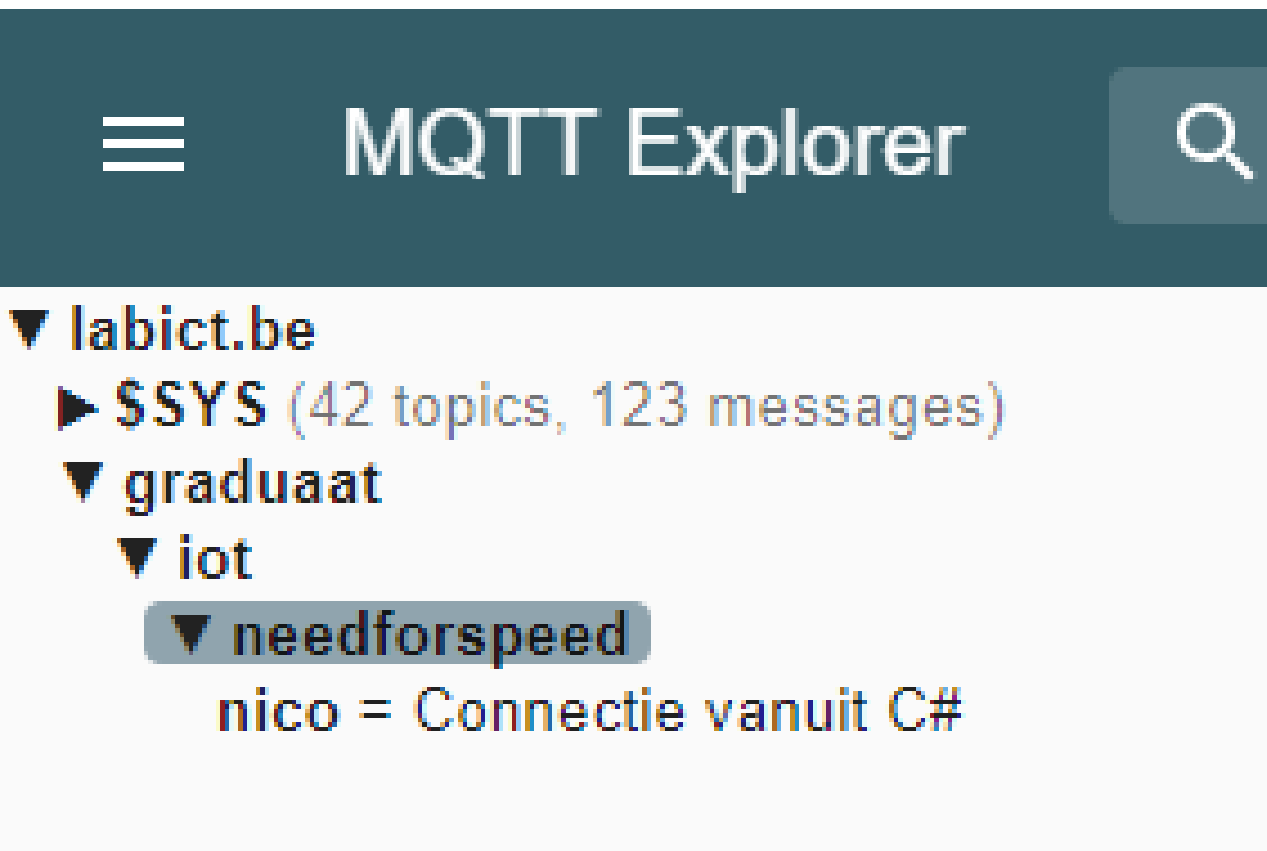 MQTT Explorer
labict.be
$SYS (42 topics, 123 messages)
graduaat
iot
needforspeed
nico = Connectie vanuit C#